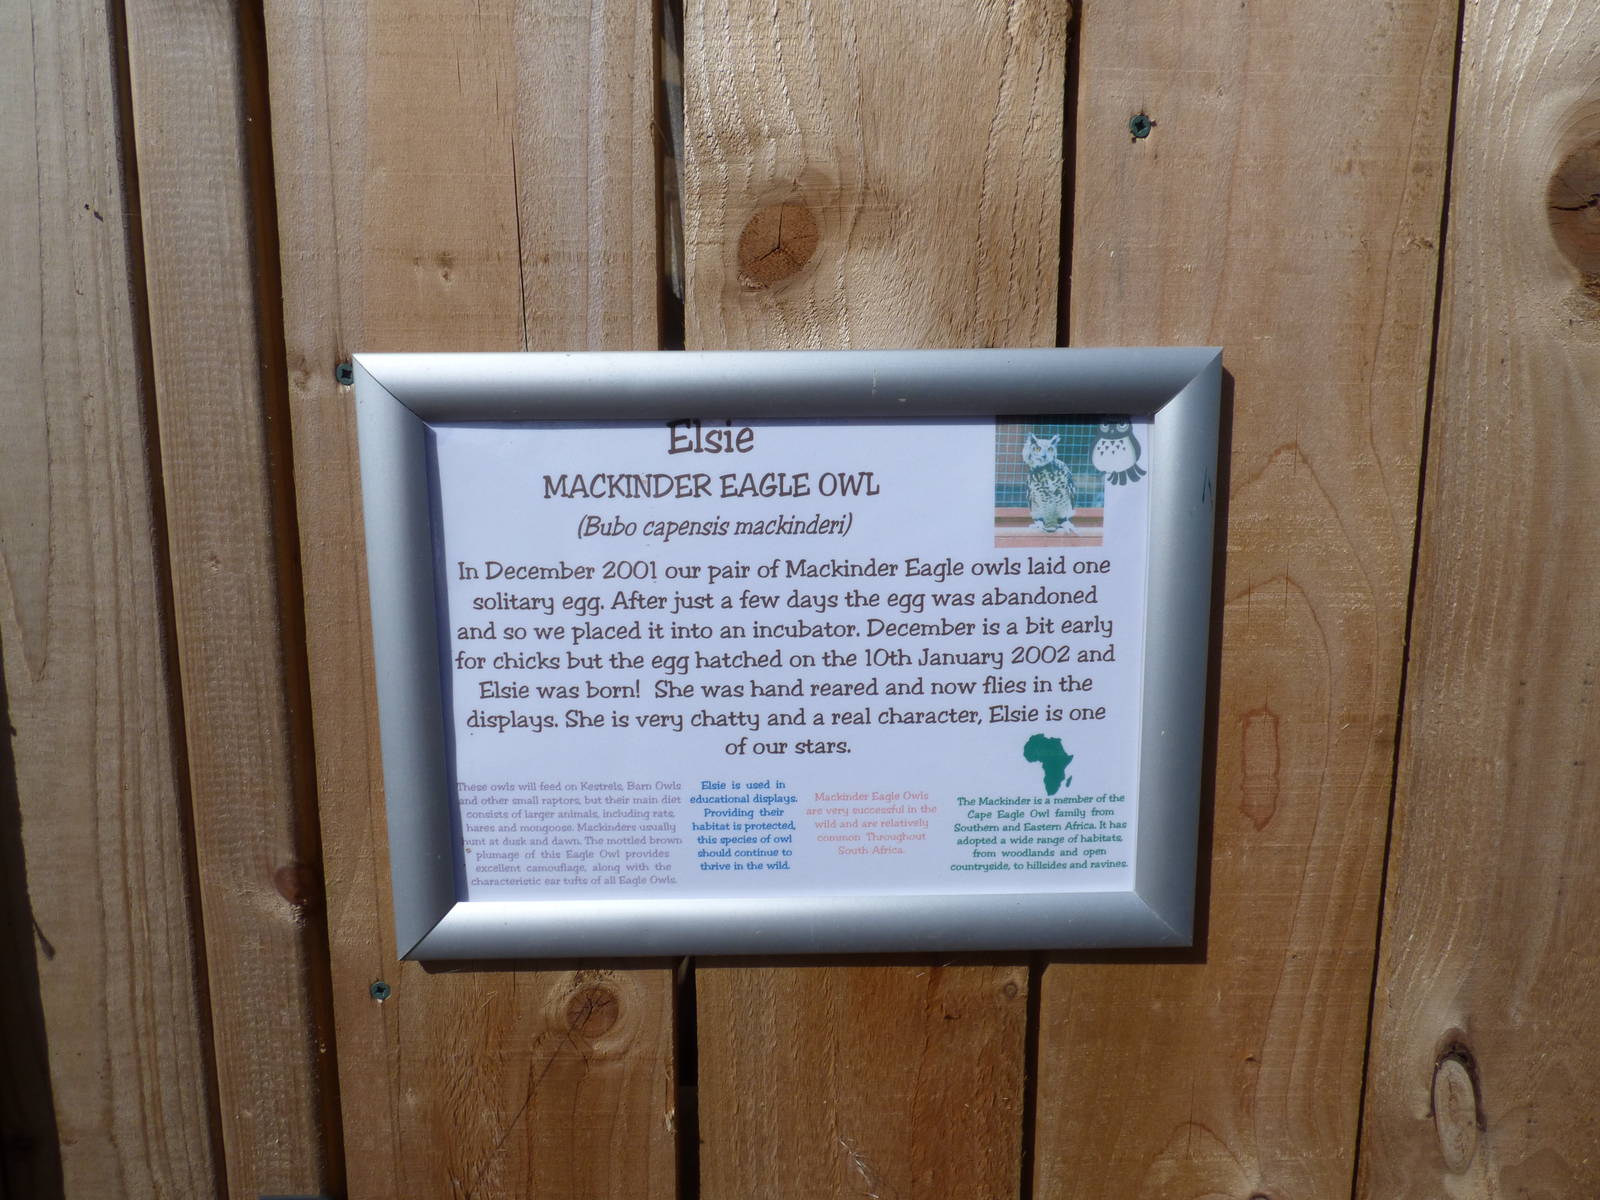 Elsie
MACKINDER EAGLE OWL
(Bubo capensis mackinderi)
In December 2001 our pair of Mackinder Eagle owls laid one
solitary egg. After just a few days the egg was abandoned
and so we placed it into an incubator. December is a bit early
for chicks but the egg hatched on the 10th January 2002 and
Elsie was born! She was hand reared and now flies in the
displays. She is very chatty and a real character, Elsie is one
of our stars.
These owls will feed on Kestrels, Barn Owls
and other small raptors, but their main diet
consists of larger animals, including rats,
hares and mongoose. Mackinders usually
hunt at dusk and dawn. The mottled brown
plumage of this Eagle Owl provides
excellent camouflage, along with the
characteristic ear tufts of all Eagle Owls.
Elsie is used in
educational displays.
Providing their
habitat is protected,
this species of owl
should continue to
thrive in the wild.
Mackinder Eagle Owls
are very successful in the
wild and are relatively
common Throughout
South Africa.
The Mackinder is a member of the
Cape Eagle Owl family from
Southern and Eastern Africa. It has
adopted a wide range of habitats,
from woodlands and open
countryside, to hillsides and ravines.